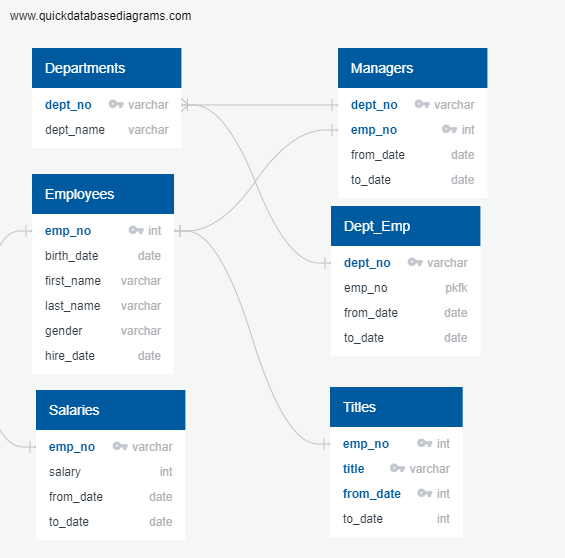 www.quickdatabasediagrams.com
Departments
dept_no varchar
dept_name varchar
Managers
dept_no varchar
emp_no int
from_date date
to_date date
Employees
emp_no int
birth_date date
first_name varchar
last_name varchar
gender varchar
hire_date date
Dept_Emp
dept_no varchar
emp_no pkfk
from_date date
to_date date
Salaries
emp_no varchar
salary int
from_date date
to_date date
Titles
emp_no int
title varchar
from_date int
to_date int